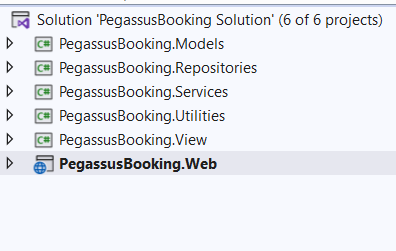 Solution 'PegassusBooking Solution' (6 of 6 projects)
C# PegassusBooking.Models
C# PegassusBooking.Repositories
C# PegassusBooking.Services
C# PegassusBooking.Utilities
C# PegassusBooking.View
PegassusBooking.Web